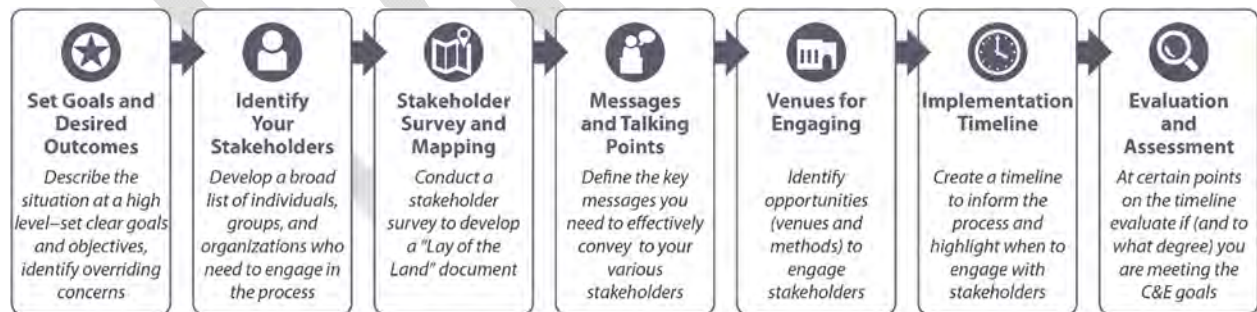 Set Goals and
Desired
Outcomes
Describe the
situation at a high
level–set clear goals
and objectives,
identify overriding
concerns
Identify
Your
Stakeholders
Develop a broad
list of individuals,
groups, and
organizations who
need to engage in
the process
Stakeholder
Survey and
Mapping
Conduct a
stakeholder
survey to develop
a "Lay of the
Land" document
Messages
and Talking
Points
Define the key
messages you
need to effectively
convey to your
various
stakeholders
Venues for
Engaging
Identify
opportunities
(venues and
methods) to
engage
stakeholders
Implementation
Timeline
Create a timeline
to inform the
process and
highlight when to
engage with
stakeholders
Evaluation
and
Assessment
At certain points
on the timeline
evaluate if (and to
what degree) you
are meeting the
C&E goals